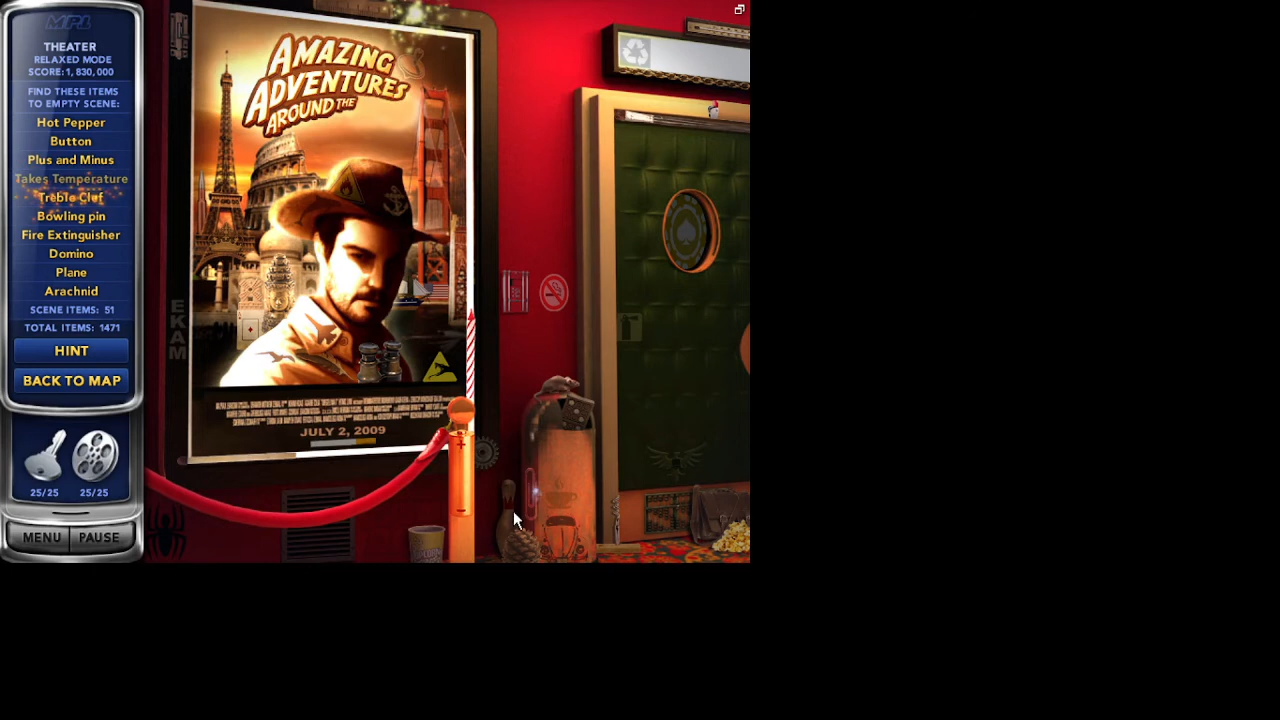 MPL
THEATER
RELAXED MODE
SCORE:1,830,000
FIND THESE ITEMS
TO EMPTY SCENE:
Hot Pepper
Button
Plus and Minus
Takes Temperature
Treble Clef
Bowling pin
Fire Extinguisher
Domino
Plane
Arachnid
SCENE ITEMS: 51
TOTAL ITEMS: 1471
HINT
BACK TO MAP
25/25
25/25
MENU
PAUSE
AMAZING
ADVENTURES
AROUND THE
JULY 2, 2009
EKAM